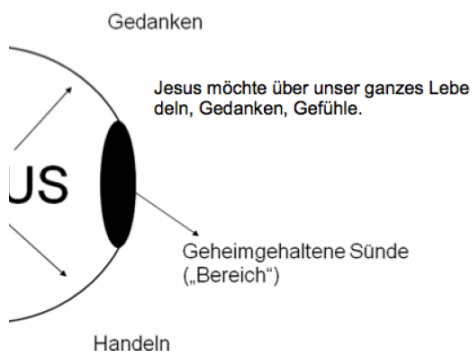 Gedanken
Jesus möchte über unser ganzes Lebe
deln, Gedanken, Gefühle.
US
Geheimgehaltene Sünde
(„Bereich“)
Handeln